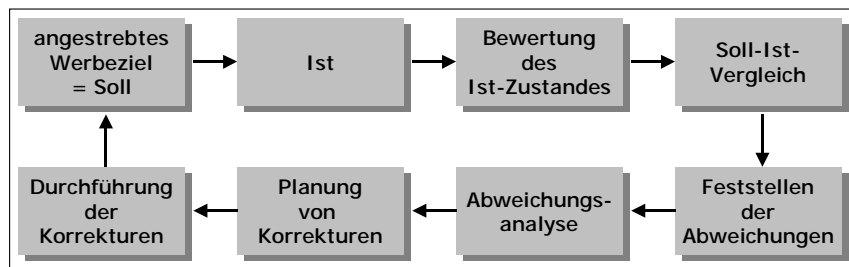 angestrebtes
Werbeziel
= Soll
Ist
Bewertung
des
Ist-Zustandes
Soll-Ist-
Vergleich
Feststellen
der
Abweichungen
Abweichungs-
analyse
Planung
von
Korrekturen
Durchführung
der
Korrekturen